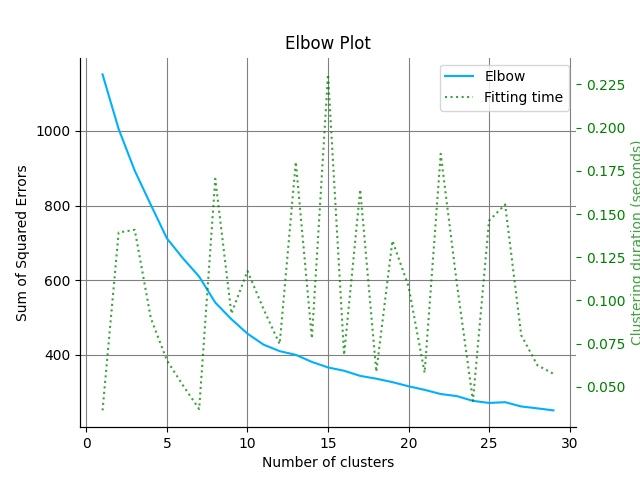 Elbow Plot
Elbow
Fitting time
Sum of Squared Errors
1000
800
600
400
0.225
0.200
0.175
0.150
0.125
0.100
0.075
0.050
Clustering duration (seconds)
0 5 10 15 20 25 30
Number of clusters